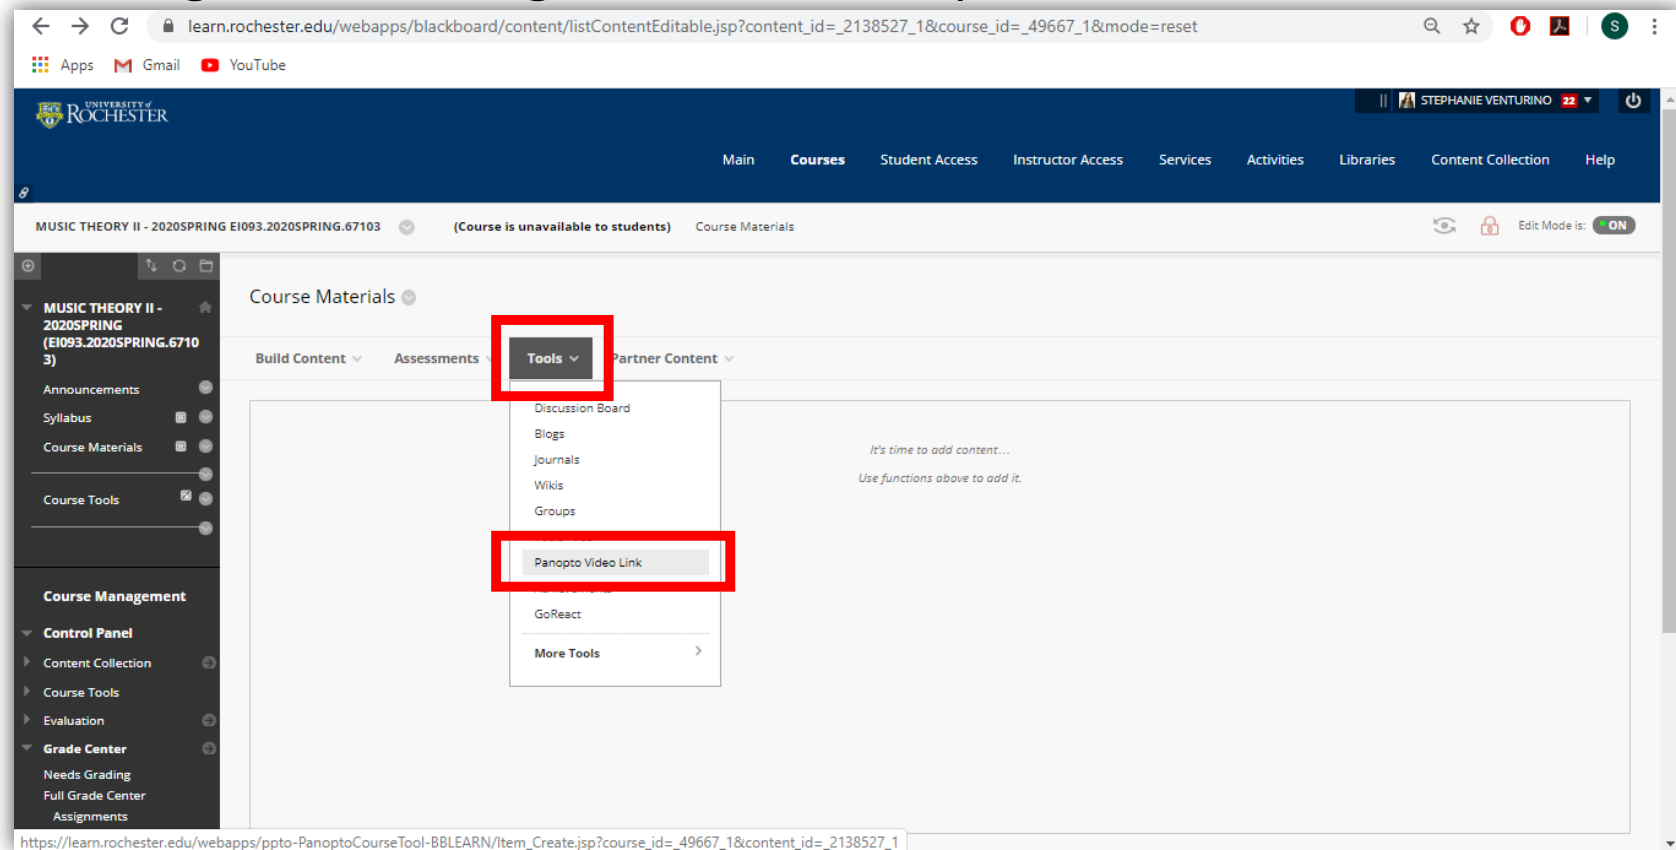 learn.rochester.edu/webapps/blackboard/content/listContentEditable.jsp?content_id=_2138527_1&course_id=_49667_1&mode=reset
S
Apps Gmail YouTube
UNIVERSITY of
ROCHESTER
STEPHANIE VENTURINO 22
Main Courses Student Access Instructor Access Services Activities Libraries Content Collection Help
MUSIC THEORY II - 2020SPRING EI093.2020SPRING.67103 (Course is unavailable to students) Course Materials Edit Mode is: ON
MUSIC THEORY II -
2020SPRING
(EI093.2020SPRING.6710
3)
Announcements
Syllabus
Course Materials
Course Tools
Course Management
Control Panel
Content Collection
Course Tools
Evaluation
Grade Center
Needs Grading
Full Grade Center
Assignments
Course Materials
Build Content Assessments Tools Partner Content
Discussion Board
Blogs
Journals
Wikis
Groups
Panopto Video Link
Achievements
GoReact
More Tools
It's time to add content...
Use functions above to add it.
https://learn.rochester.edu/webapps/ppto-PanoptoCourseTool-BBLEARN/Item_Create.jsp?course_id=_49667_1&content_id=_2138527_1